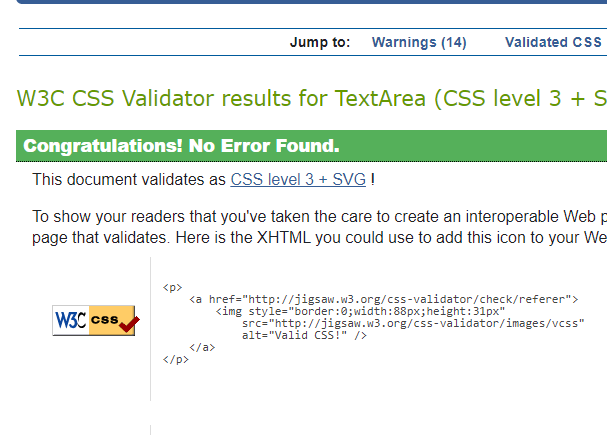 Jump to: Warnings (14) Validated CSS
W3C CSS Validator results for TextArea (CSS level 3 + S
Congratulations! No Error Found.
This document validates as CSS level 3 + SVG !
To show your readers that you've taken the care to create an interoperable Web p
page that validates. Here is the XHTML you could use to add this icon to your We
W3C css
<p>
<a href="http://jigsaw.w3.org/css-validator/check/referer">
<img style="border:0;width:88px;height:31px"
src="http://jigsaw.w3.org/css-validator/images/vcss"
alt="Valid CSS!" />
</a>
</p>